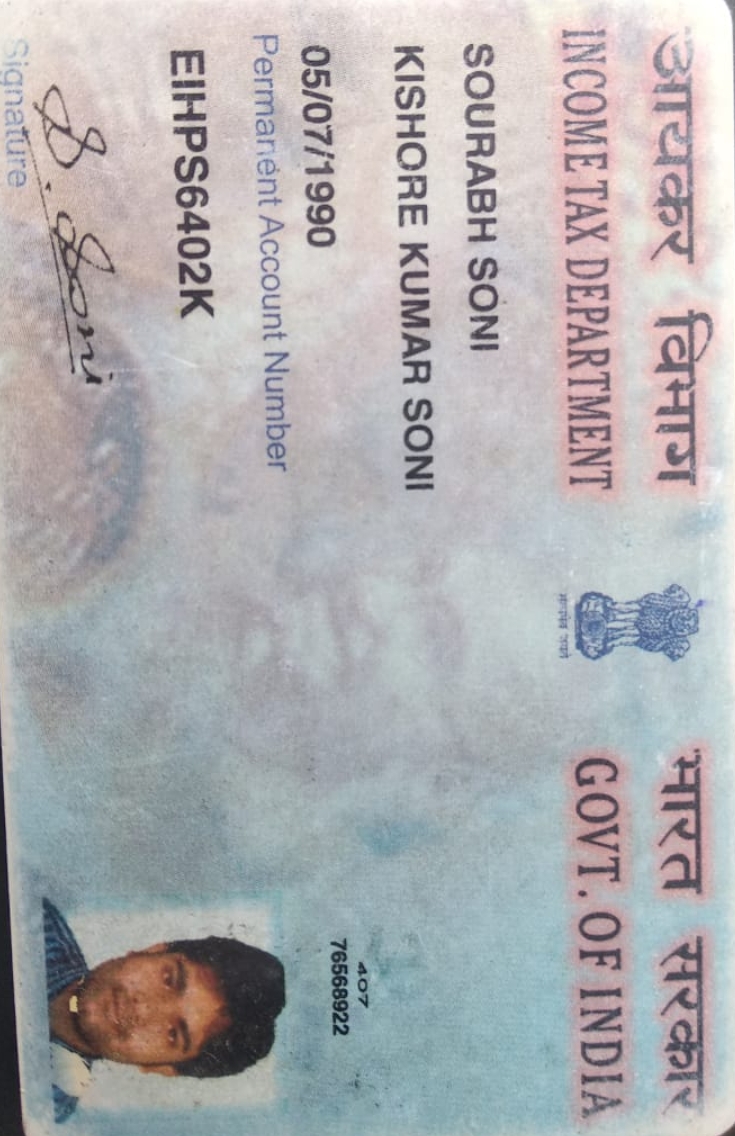 आयकर विभाग
INCOME TAX DEPARTMENT
भारत सरकार
GOVT. OF INDIA
SOURABH SONI
KISHORE KUMAR SONI
05/07/1990
Permanent Account Number
EIHPS6402K
S. Soni
Signature
407
76568922